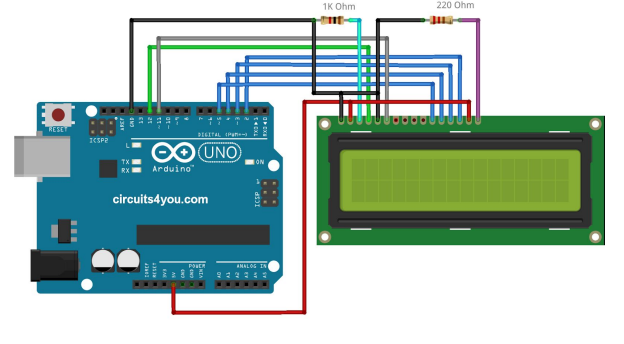 1K Ohm
220 Ohm
RESET
ICSP2
AREF
GND
13
12
~11
~10
~9
8
7
~6
~5
4
~3
2
TX→1
RX←0
DIGITAL (PWM~)
L
TX
RX
Arduino™
UNO
ON
ICSP
circuits4you.com
POWER
ANALOG IN
IOREF
RESET
3V3
5V
GND
GND
VIN
A0
A1
A2
A3
A4
A5